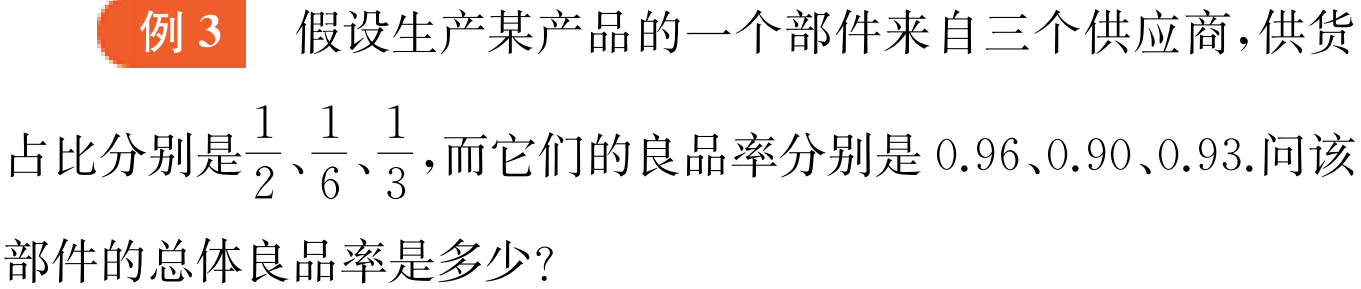 例3 假设生产某产品的一个部件来自三个供应商,供货
占比分别是1/2、1/6、1/3,而它们的良品率分别是 0.96、0.90、0.93.问该
部件的总体良品率是多少?